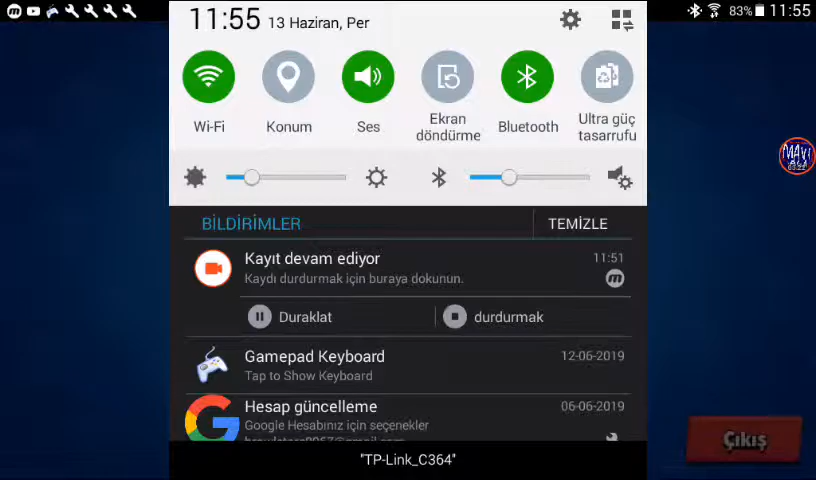 83% 11:55
11:55 13 Haziran, Per
Wi-Fi
Konum
Ses
Ekran döndürme
Bluetooth
Ultra güç tasarrufu
BİLDİRİMLER
TEMİZLE
Kayıt devam ediyor 11:51
Kaydı durdurmak için buraya dokunun.
Duraklat
durdurmak
Gamepad Keyboard 12-06-2019
Tap to Show Keyboard
Hesap güncelleme 06-06-2019
Google Hesabınız için seçenekler
"TP-Link_C364"
Çıkış